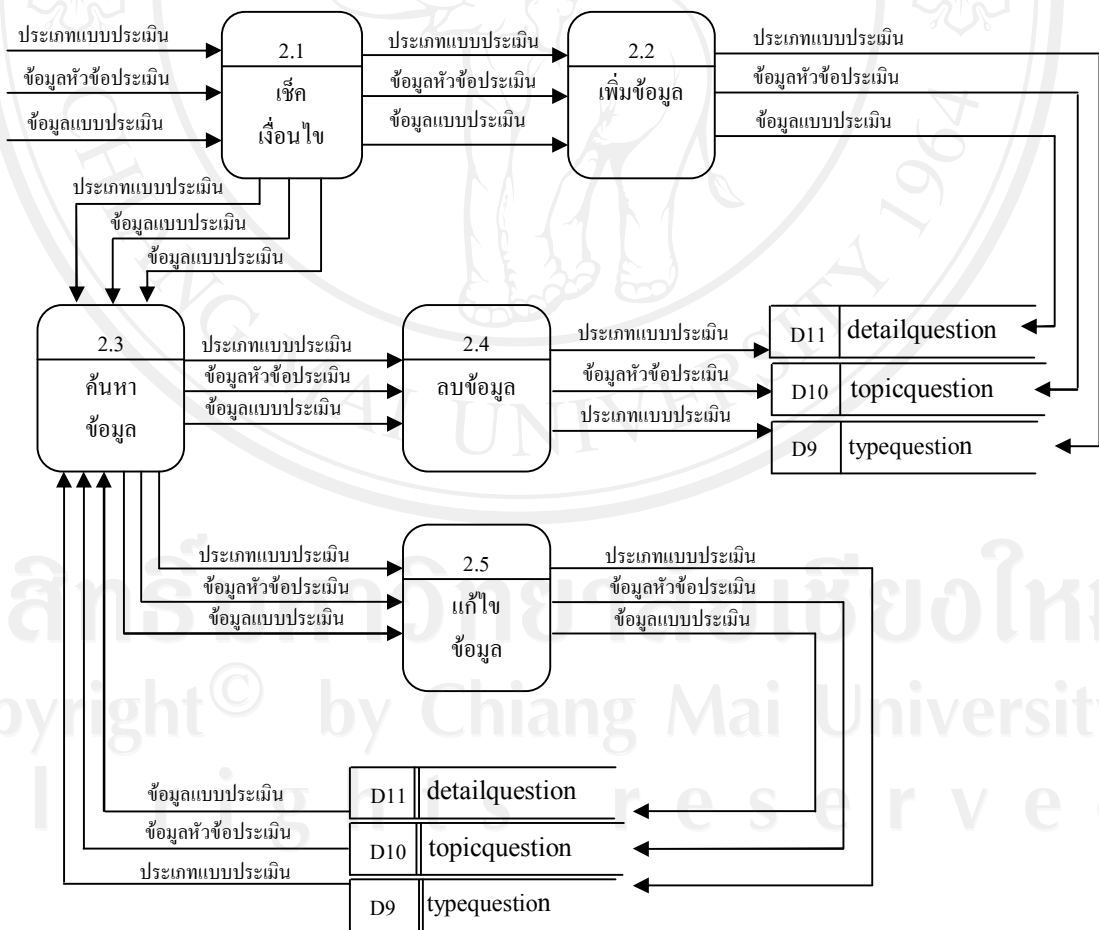 ประเภทแบบประเมิน
ข้อมูลหัวข้อประเมิน
ข้อมูลแบบประเมิน
2.1
เช็ค
เงื่อนไข
ประเภทแบบประเมิน
ข้อมูลหัวข้อประเมิน
ข้อมูลแบบประเมิน
2.2
เพิ่มข้อมูล
ประเภทแบบประเมิน
ข้อมูลหัวข้อประเมิน
ข้อมูลแบบประเมิน
ประเภทแบบประเมิน
ข้อมูลแบบประเมิน
ข้อมูลแบบประเมิน
2.3
ค้นหา
ข้อมูล
ประเภทแบบประเมิน
ข้อมูลหัวข้อประเมิน
ข้อมูลแบบประเมิน
2.4
ลบข้อมูล
ประเภทแบบประเมิน
ข้อมูลหัวข้อประเมิน
ประเภทแบบประเมิน
D11 detailquestion
D10 topicquestion
D9 typequestion
ประเภทแบบประเมิน
ข้อมูลหัวข้อประเมิน
ข้อมูลแบบประเมิน
2.5
แก้ไข
ข้อมูล
ประเภทแบบประเมิน
ข้อมูลหัวข้อประเมิน
ข้อมูลแบบประเมิน
ข้อมูลแบบประเมิน
ข้อมูลหัวข้อประเมิน
ประเภทแบบประเมิน
D11 detailquestion
D10 topicquestion
D9 typequestion
CHIANG MAI UNIVERSITY 1964
pyright© by Chiang Mai University
l rights reserve